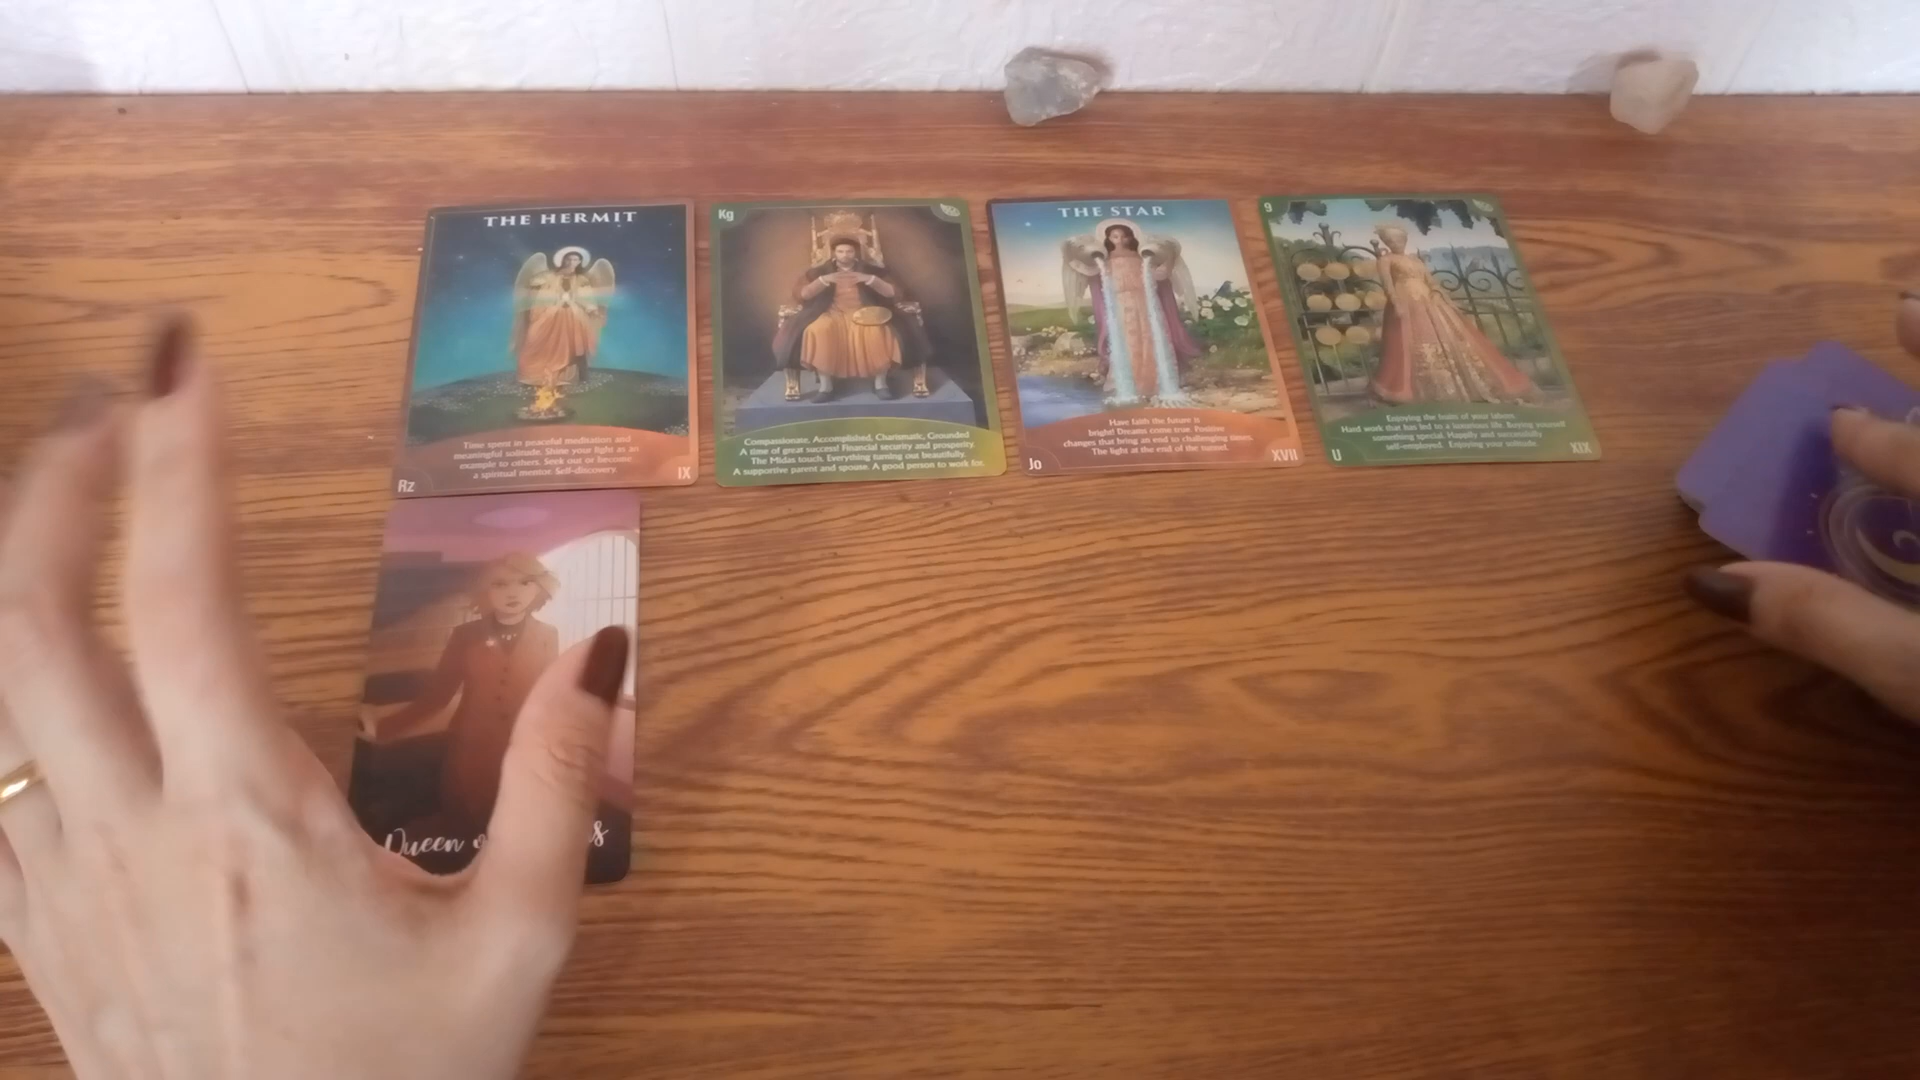 THE HERMIT
Time spent in peaceful meditation and
meaningful solitude. Shine your light as an
example to others. Seek out or become
a spiritual mentor. Self-discovery.
Rz
IX
Kg
Compassionate, Accomplished, Charismatic, Grounded
A time of great success! Financial security and prosperity.
The Midas touch. Everything turning out beautifully.
A supportive parent and spouse. A good person to work for.
THE STAR
Have faith the future is
bright! Dreams come true. Positive
changes that bring an end to challenging times.
The light at the end of the tunnel.
Jo
XVII
9
Enjoying the fruits of your labors.
Hard work that has led to a luxurious life. Buying yourself
something special. Happily and successfully
self-employed. Enjoying your solitude.
U
XIX
Queen